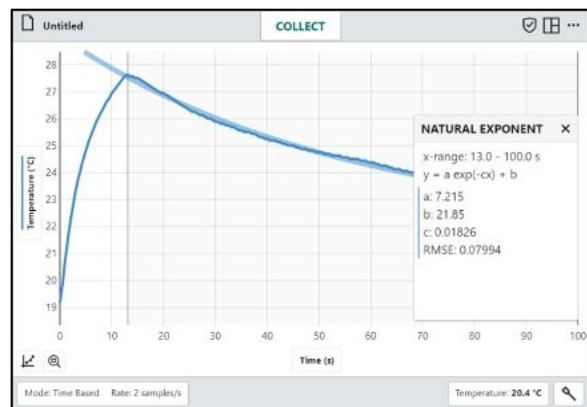 Untitled
COLLECT
28
27
26
25
24
23
22
21
20
19
Temperature (°C)
NATURAL EXPONENT ×
x-range: 13.0 - 100.0 s
y = a exp(-cx) + b
a: 7.215
b: 21.85
c: 0.01826
RMSE: 0.07994
0 10 20 30 40 50 60 70 80 90 100
Time (s)
Mode: Time Based Rate: 2 samples/s
Temperature: 20.4 °C